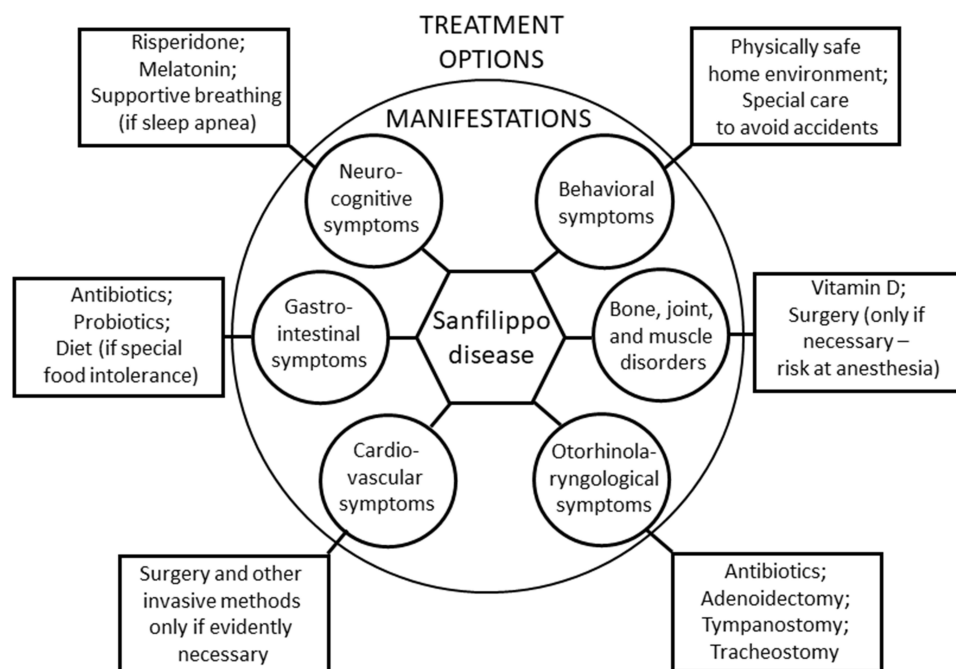 TREATMENT
OPTIONS
MANIFESTATIONS
Risperidone;
Melatonin;
Supportive breathing
(if sleep apnea)
Neuro-
cognitive
symptoms
Physically safe
home environment;
Special care
to avoid accidents
Behavioral
symptoms
Antibiotics;
Probiotics;
Diet (if special
food intolerance)
Gastro-
intestinal
symptoms
Sanfilippo
disease
Bone, joint,
and muscle
disorders
Vitamin D;
Surgery (only if
necessary –
risk at anesthesia)
Cardio-
vascular
symptoms
Surgery and other
invasive methods
only if evidently
necessary
Otorhinola-
ryngological
symptoms
Antibiotics;
Adenoidectomy;
Tympanostomy;
Tracheostomy